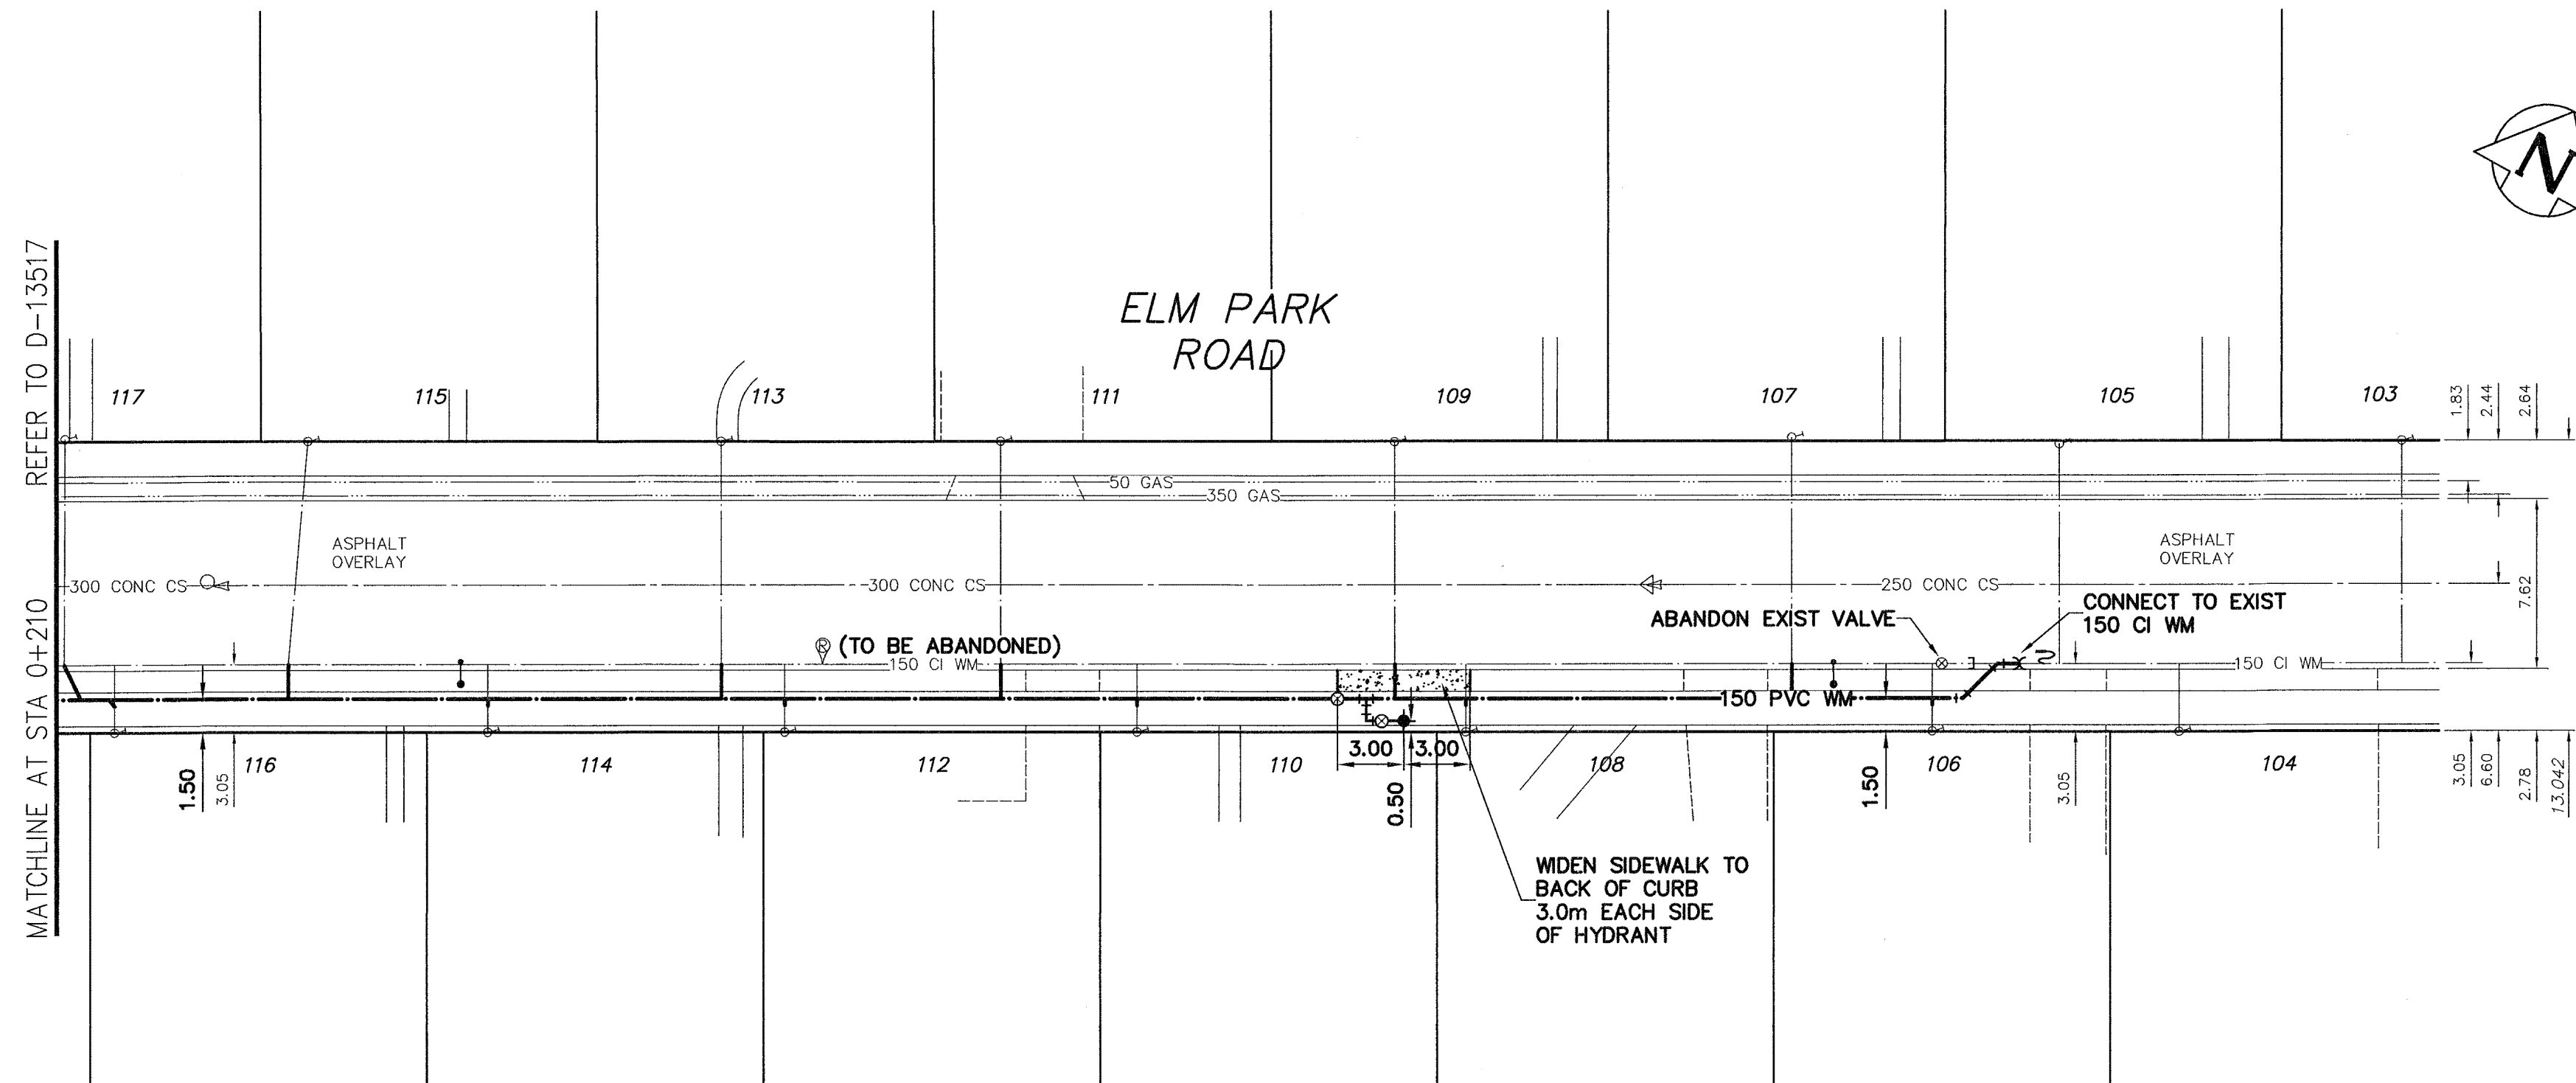 REFER TO D-13517
MATCHLINE AT STA 0+210
N
ELM PARK
ROAD
117
115
113
111
109
107
105
103
1.83
2.44
2.64
50 GAS
350 GAS
ASPHALT
OVERLAY
ASPHALT
OVERLAY
300 CONC CS
300 CONC CS
250 CONC CS
7.62
ABANDON EXIST VALVE
CONNECT TO EXIST
150 CI WM
R
(TO BE ABANDONED)
150 CI WM
150 CI WM
150 PVC WM
3.00
3.00
116
114
112
110
108
106
104
1.50
3.05
0.50
1.50
3.05
3.05
6.60
2.78
13.042
WIDEN SIDEWALK TO
BACK OF CURB
3.0m EACH SIDE
OF HYDRANT